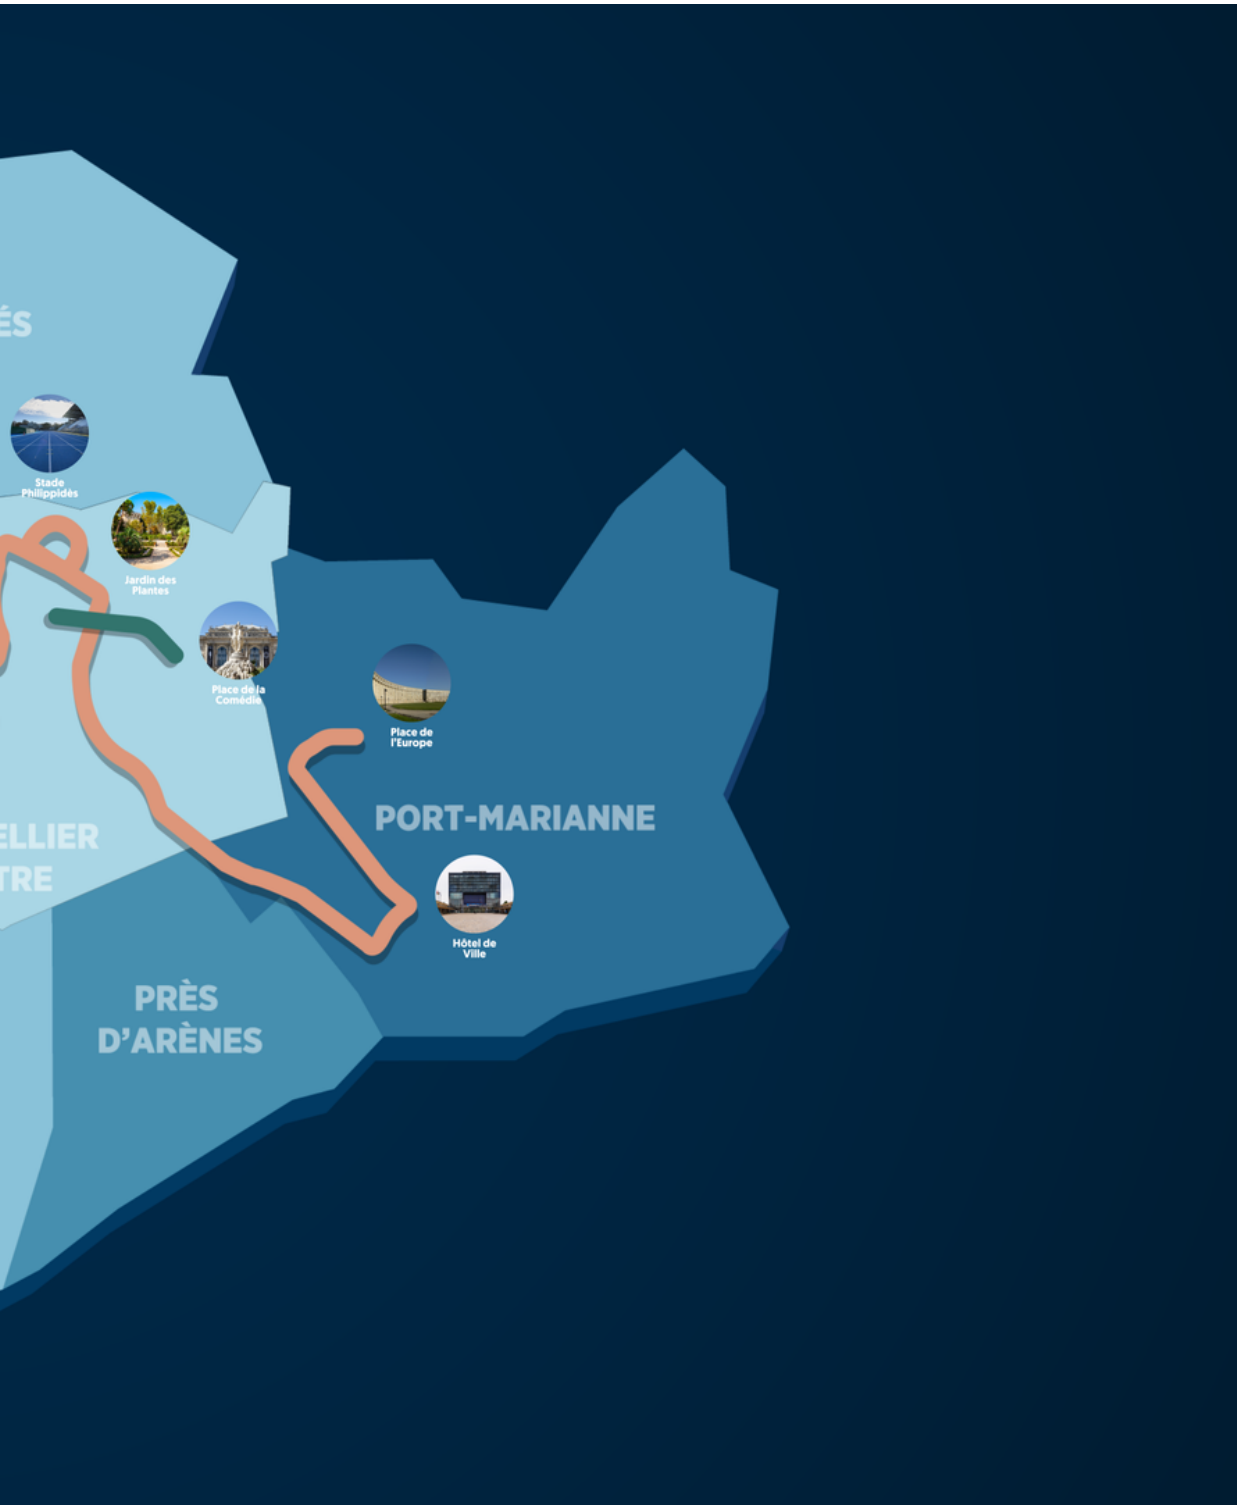 ÉS
Stade
Philippidès
Jardin des
Plantes
Place de la
Comédie
Place de
l'Europe
PORT-MARIANNE
ELLIER
TRE
Hôtel de
Ville
PRÈS
D'ARÈNES